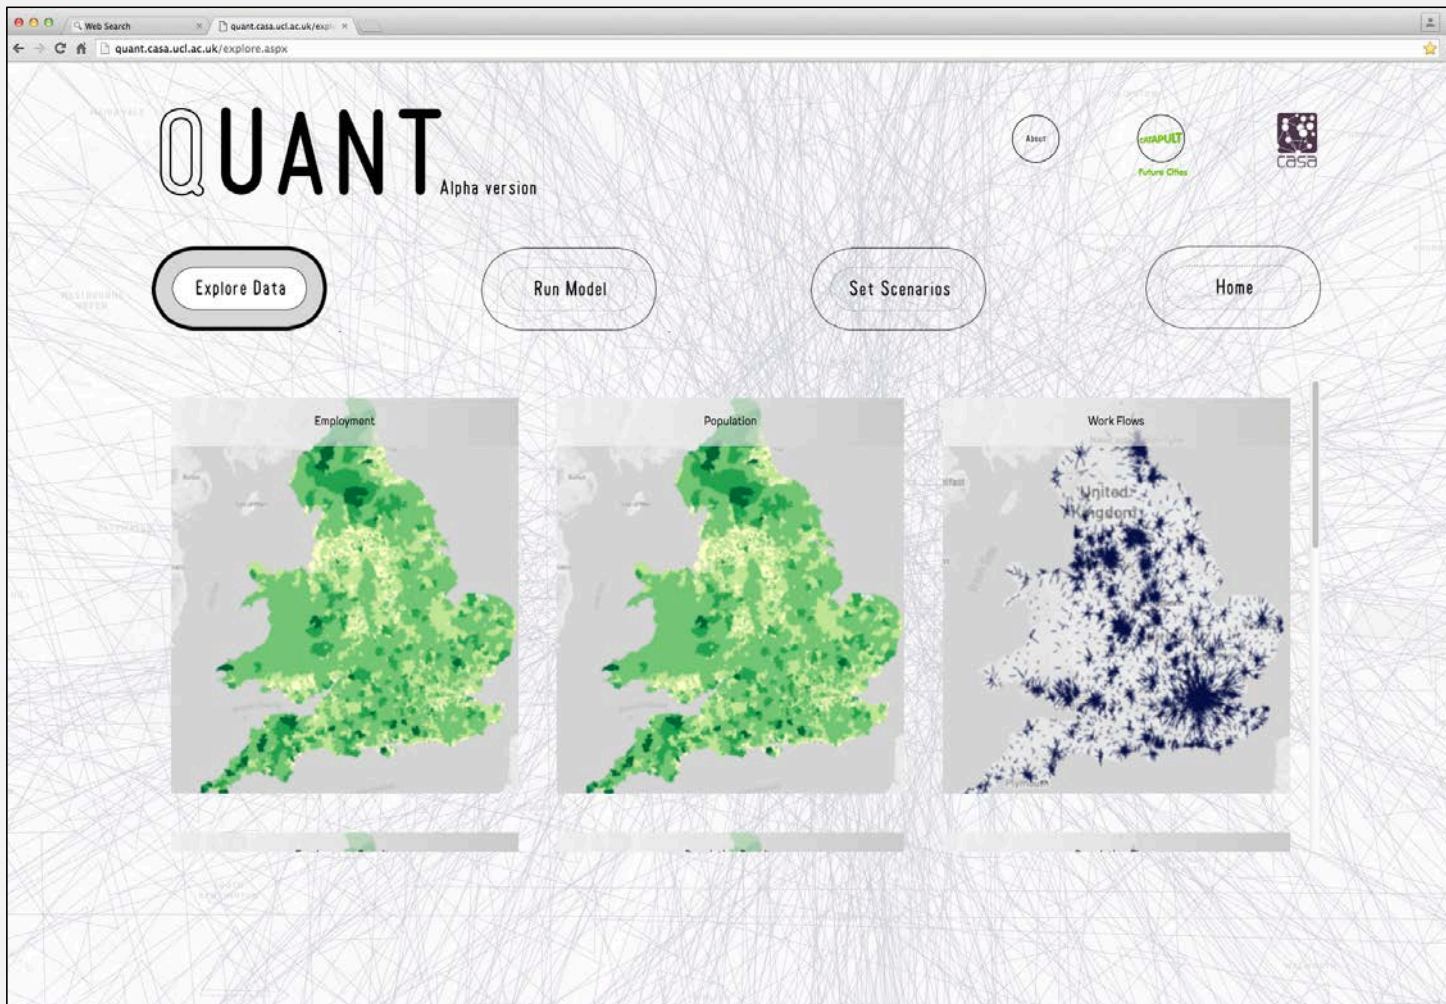 Web Search
quant.casa.ucl.ac.uk/expl
quant.casa.ucl.ac.uk/explore.aspx
QUANT
Alpha version
About
CATAPULT
Future Cities
casa
Explore Data
Run Model
Set Scenarios
Home
Employment
Population
Work Flows
United
Kingdom
Plymouth